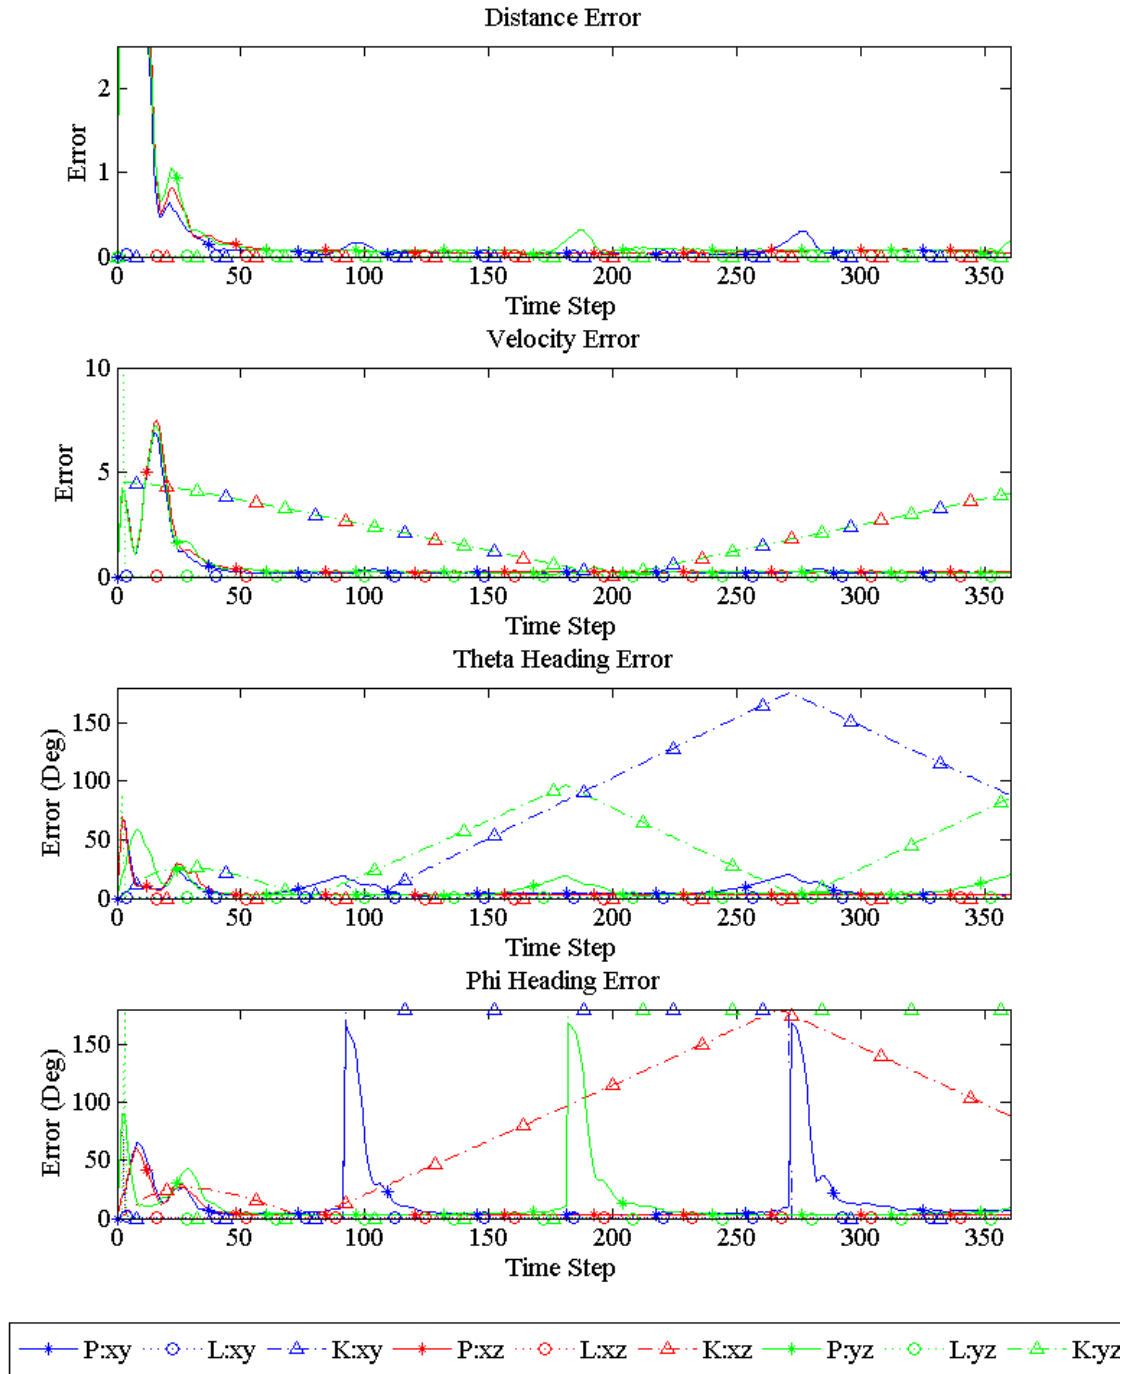 Distance Error
2
1
0
Error
0 50 100 150 200 250 300 350
Time Step
Velocity Error
10
5
0
Error
0 50 100 150 200 250 300 350
Time Step
Theta Heading Error
150
100
50
0
Error (Deg)
0 50 100 150 200 250 300 350
Time Step
Phi Heading Error
150
100
50
0
Error (Deg)
0 50 100 150 200 250 300 350
Time Step
P:xy L:xy K:xy P:xz L:xz K:xz P:yz L:yz K:yz